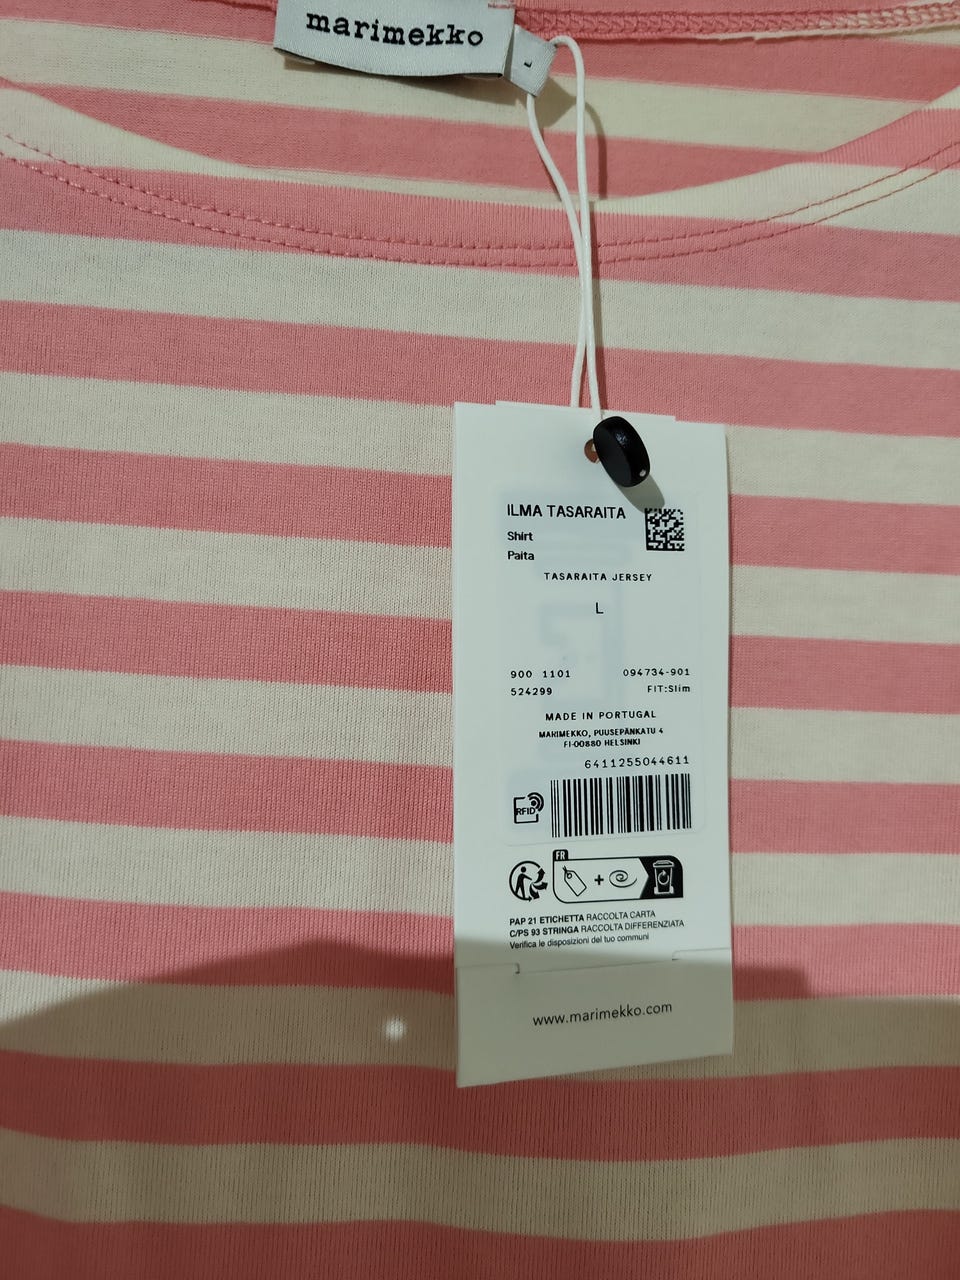 marimekko
L
ILMA TASARAITA
Shirt
Paita
TASARAITA JERSEY
L
900 1101 094734-901
524299 FIT:Slim
MADE IN PORTUGAL
MARIMEKKO, PUUSEPÄNKATU 4
FI-00880 HELSINKI
6411255044611
RFID
FR
PAP 21 ETICHETTA RACCOLTA CARTA
C/PS 93 STRINGA RACCOLTA DIFFERENZIATA
Verifica le disposizioni del tuo comuni
www.marimekko.com